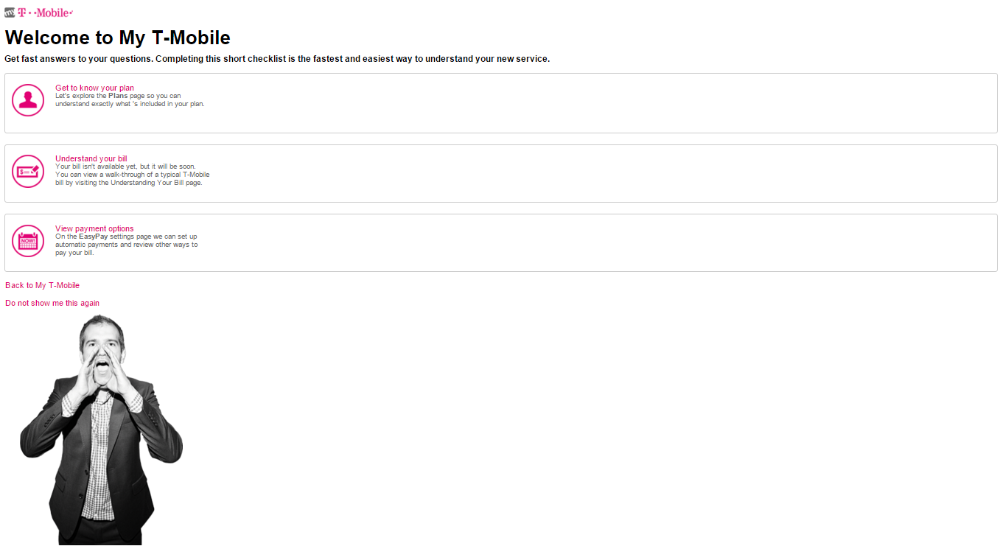 my T··Mobile·
Welcome to My T-Mobile
Get fast answers to your questions. Completing this short checklist is the fastest and easiest way to understand your new service.
Get to know your plan
Let's explore the Plans page so you can
understand exactly what 's included in your plan.
$
Understand your bill
Your bill isn't available yet, but it will be soon.
You can view a walk-through of a typical T-Mobile
bill by visiting the Understanding Your Bill page.
NOW!
View payment options
On the EasyPay settings page we can set up
automatic payments and review other ways to
pay your bill.
Back to My T-Mobile
Do not show me this again